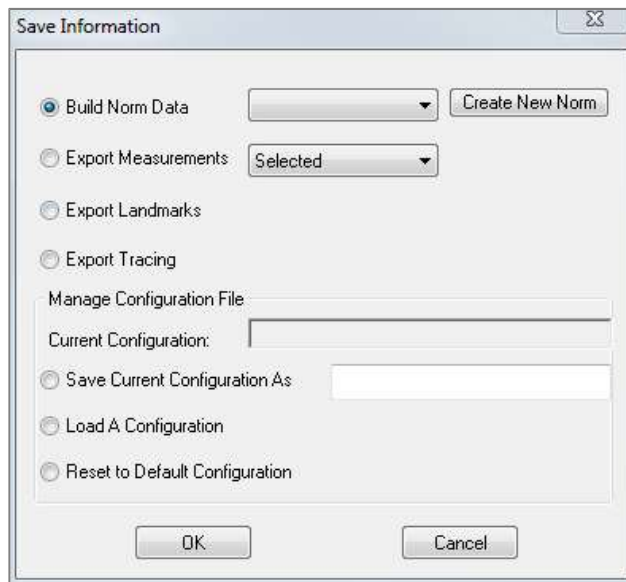 Save Information
Build Norm Data Create New Norm
Export Measurements Selected
Export Landmarks
Export Tracing
Manage Configuration File
Current Configuration:
Save Current Configuration As
Load A Configuration
Reset to Default Configuration
OK Cancel